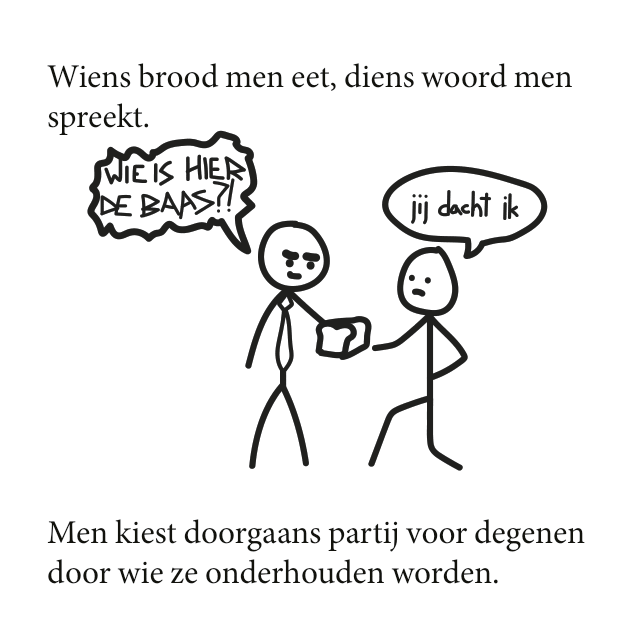 Wiens brood men eet, diens woord men
spreekt.
WIE IS HIER
DE BAAS?!
jij dacht ik
Men kiest doorgaans partij voor degenen
door wie ze onderhouden worden.